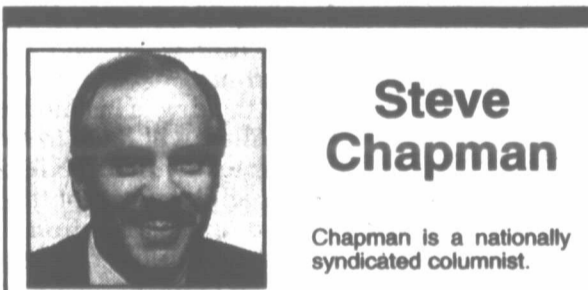 Steve
Chapman
Chapman is a nationally
syndicated columnist.